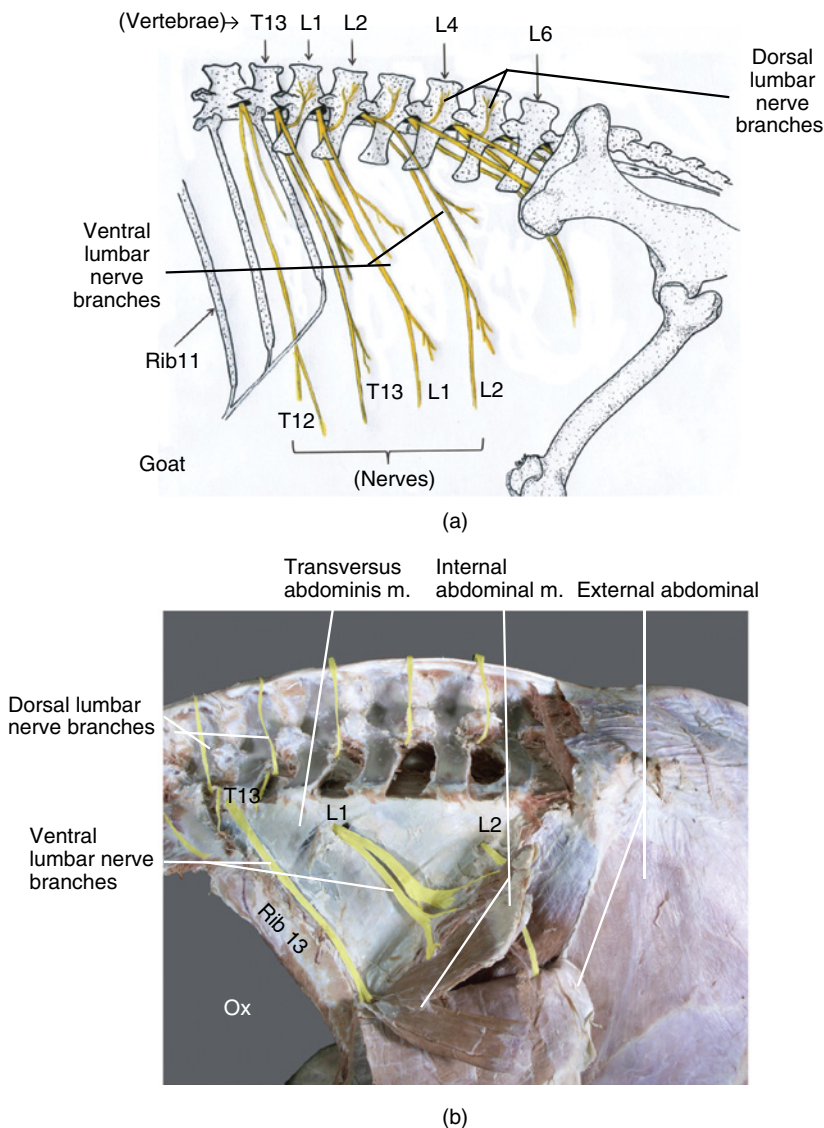 (Vertebrae)→ T13 L1 L2 L4 L6
Dorsal
lumbar
nerve
branches
Ventral
lumbar
nerve
branches
Rib11
T12
T13
L1
L2
Goat
(Nerves)
(a)
Transversus
abdominis m.
Internal
abdominal m.
External abdominal
Dorsal lumbar
nerve branches
T13
L1
L2
Ventral
lumbar nerve
branches
Rib 13
Ox
(b)